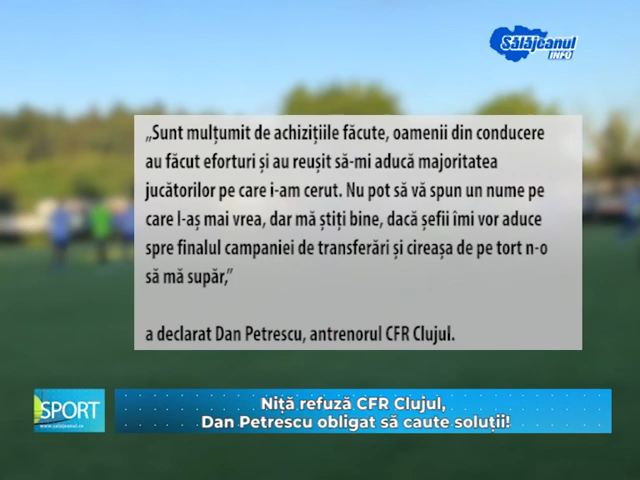 Sălăjeanul
INFO
„Sunt mulțumit de achizițiile făcute, oamenii din conducere
au făcut eforturi și au reușit să-mi aducă majoritatea
jucătorilor pe care i-am cerut. Nu pot să vă spun un nume pe
care l-aș mai vrea, dar mă știți bine, dacă șefii îmi vor aduce
spre finalul campaniei de transferări și cireașa de pe tort n-o
să mă supăr,”
a declarat Dan Petrescu, antrenorul CFR Clujul.
SPORT
www.salajeanul.ro
Niță refuză CFR Clujul,
Dan Petrescu obligat să caute soluții!